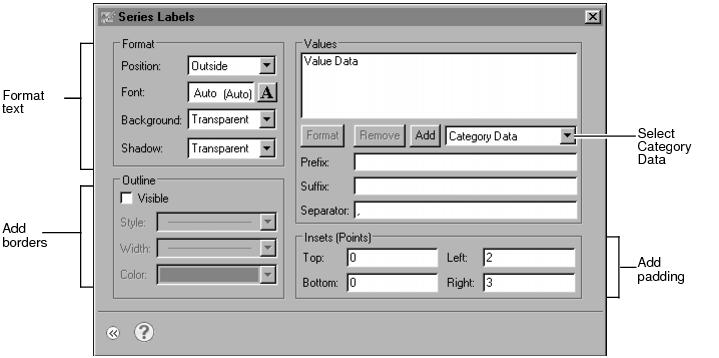 Series Labels
Format
Position: Outside
Font: Auto (Auto) A
Background: Transparent
Shadow: Transparent
Outline
Visible
Style:
Width:
Color:
Values
Value Data
Format Remove Add Category Data
Prefix:
Suffix:
Separator: ,
Insets (Points)
Top: 0 Left: 2
Bottom: 0 Right: 3
?
Format
text
Add
borders
Select
Category
Data
Add
padding